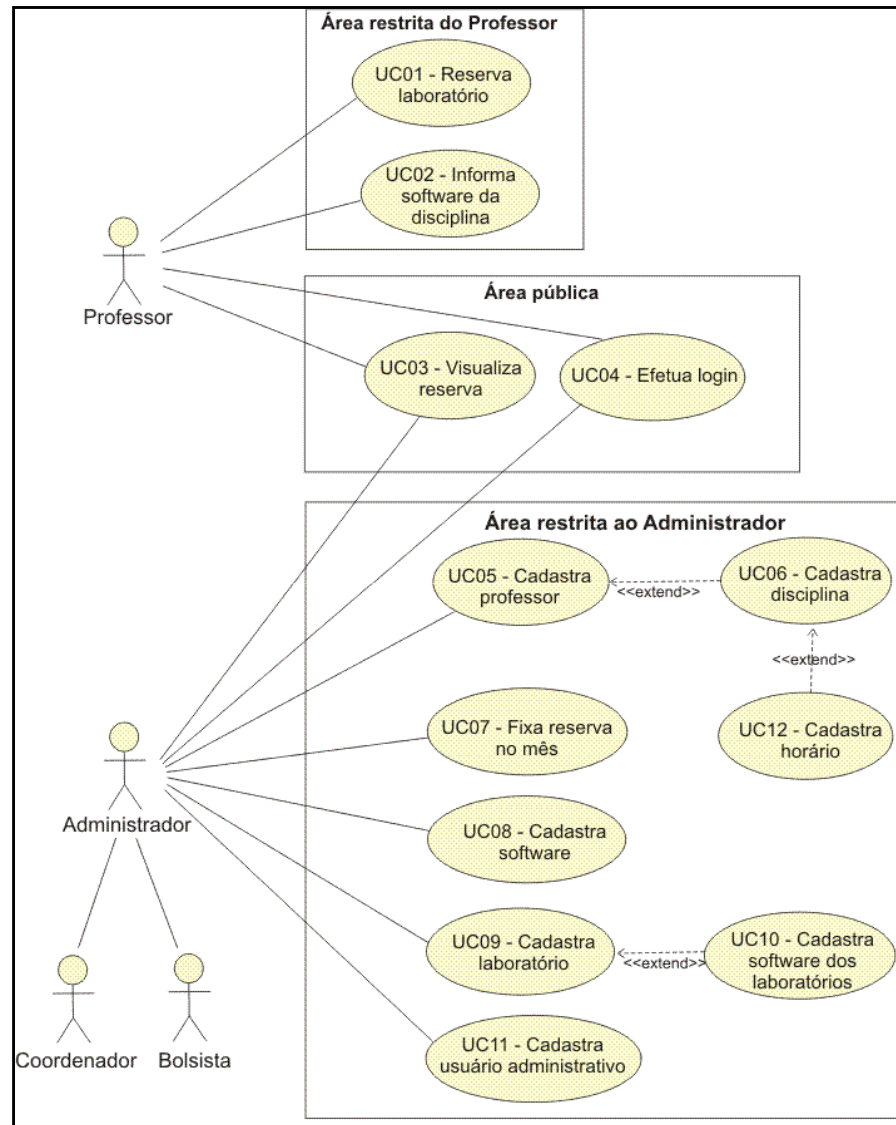 Área restrita do Professor
UC01 - Reserva
laboratório
UC02 - Informa
software da
disciplina
Professor
Área pública
UC03 - Visualiza
reserva
UC04 - Efetua login
Área restrita ao Administrador
UC05 - Cadastra
professor
<<extend>>
UC06 - Cadastra
disciplina
<<extend>>
UC07 - Fixa reserva
no mês
UC12 - Cadastra
horário
Administrador
UC08 - Cadastra
software
UC09 - Cadastra
laboratório
<<extend>>
UC10 - Cadastra
software dos
laboratórios
Coordenador
Bolsista
UC11 - Cadastra
usuário administrativo